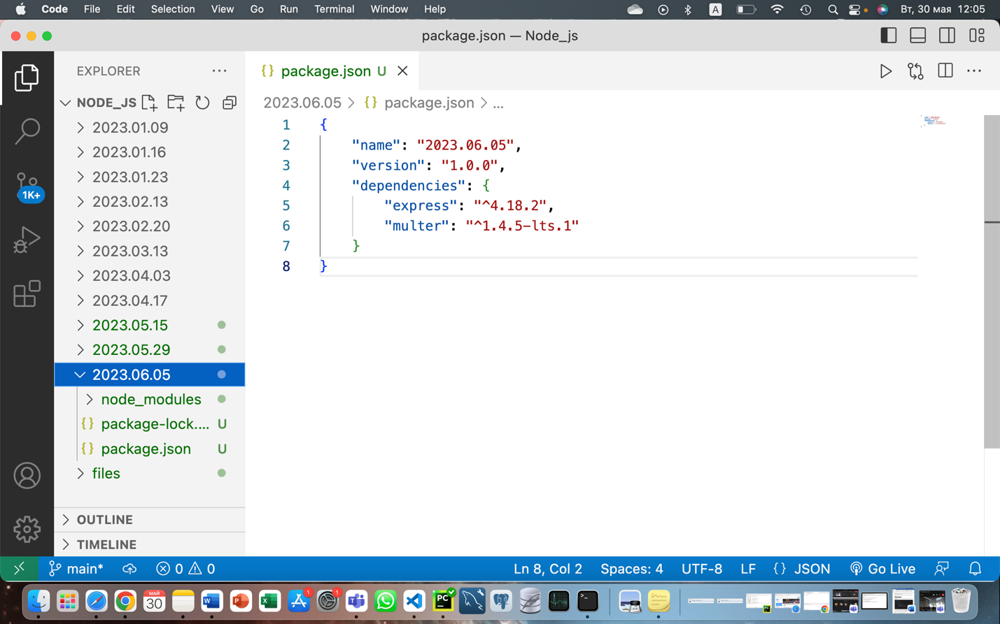 Code File Edit Selection View Go Run Terminal Window Help A Вт, 30 мая 12:05
package.json — Node_js
EXPLORER
package.json U
NODE_JS
2023.06.05 > {} package.json > ...
2023.01.09
2023.01.16
2023.01.23
2023.02.13
2023.02.20
2023.03.13
2023.04.03
2023.04.17
2023.05.15
2023.05.29
2023.06.05
node_modules
{} package-lock.... U
{} package.json U
files
OUTLINE
TIMELINE
1K+
1 {
2 "name": "2023.06.05",
3 "version": "1.0.0",
4 "dependencies": {
5 "express": "^4.18.2",
6 "multer": "^1.4.5-lts.1"
7 }
8 }
main* 0 0 Ln 8, Col 2 Spaces: 4 UTF-8 LF {} JSON Go Live
МАЙ
30
W
P
X
1
1
T
PC
>_